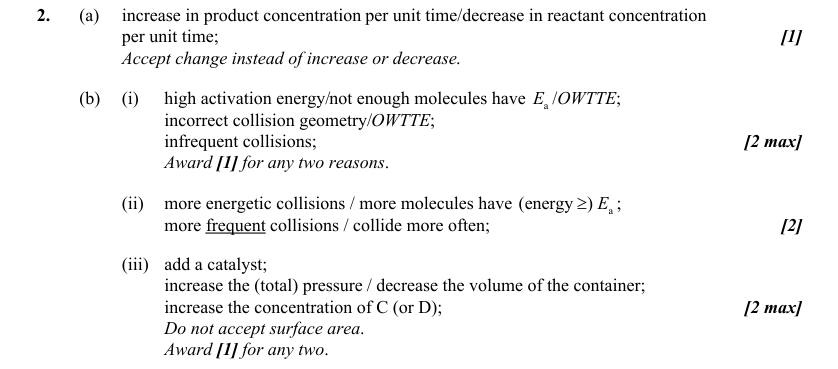 2. (a) increase in product concentration per unit time/decrease in reactant concentration
per unit time; [1]
Accept change instead of increase or decrease.
(b) (i) high activation energy/not enough molecules have Eₐ /OWTTE;
incorrect collision geometry/OWTTE;
infrequent collisions; [2 max]
Award [1] for any two reasons.
(ii) more energetic collisions / more molecules have (energy ≥) Eₐ ;
more frequent collisions / collide more often; [2]
(iii) add a catalyst;
increase the (total) pressure / decrease the volume of the container;
increase the concentration of C (or D); [2 max]
Do not accept surface area.
Award [1] for any two.